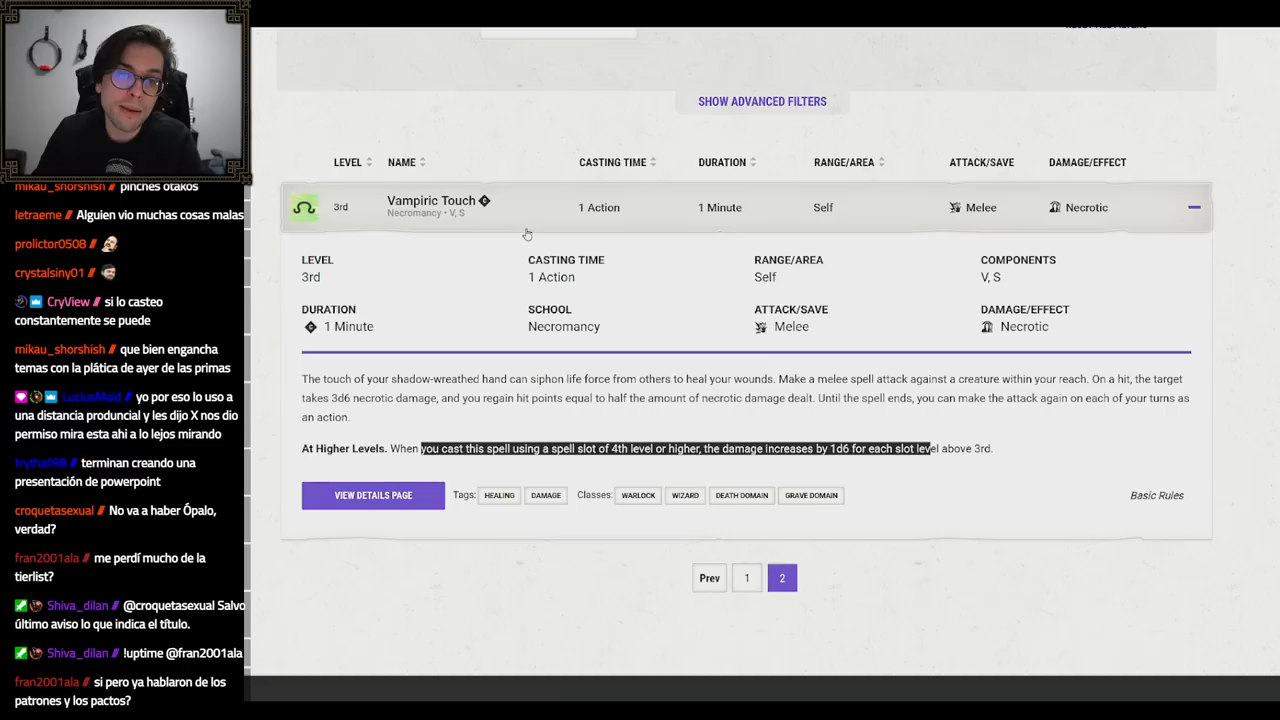 mikau_shorshish // pinches otakos
letraeme // Alguien vio muchas cosas malas
prolictor0508 //
crystalsiny01 //
CryView // si lo casteo
constantemente se puede
mikau_shorshish // que bien engancha
temas con la plática de ayer de las primas
LuciusMaid // yo por eso lo uso a
una distancia produncial y les dijo X nos dio
permiso mira esta ahi a lo lejos mirando
trythall98 // terminan creando una
presentación de powerpoint
croquetasexual // No va a haber Ópalo,
verdad?
fran2001ala // me perdí mucho de la
tierlist?
Shiva_dilan // @croquetasexual Salvo
último aviso lo que indica el título.
Shiva_dilan // !uptime @fran2001ala
fran2001ala // si pero ya hablaron de los
patrones y los pactos?
SHOW ADVANCED FILTERS
LEVEL NAME CASTING TIME DURATION RANGE/AREA ATTACK/SAVE DAMAGE/EFFECT
3rd Vampiric Touch 1 Action 1 Minute Self Melee Necrotic
Necromancy • V, S
LEVEL CASTING TIME RANGE/AREA COMPONENTS
3rd 1 Action Self V, S
DURATION SCHOOL ATTACK/SAVE DAMAGE/EFFECT
1 Minute Necromancy Melee Necrotic
The touch of your shadow-wreathed hand can siphon life force from others to heal your wounds. Make a melee spell attack against a creature within your reach. On a hit, the target
takes 3d6 necrotic damage, and you regain hit points equal to half the amount of necrotic damage dealt. Until the spell ends, you can make the attack again on each of your turns as
an action.
At Higher Levels. When you cast this spell using a spell slot of 4th level or higher, the damage increases by 1d6 for each slot level above 3rd.
VIEW DETAILS PAGE Tags: HEALING DAMAGE Classes: WARLOCK WIZARD DEATH DOMAIN GRAVE DOMAIN Basic Rules
Prev 1 2